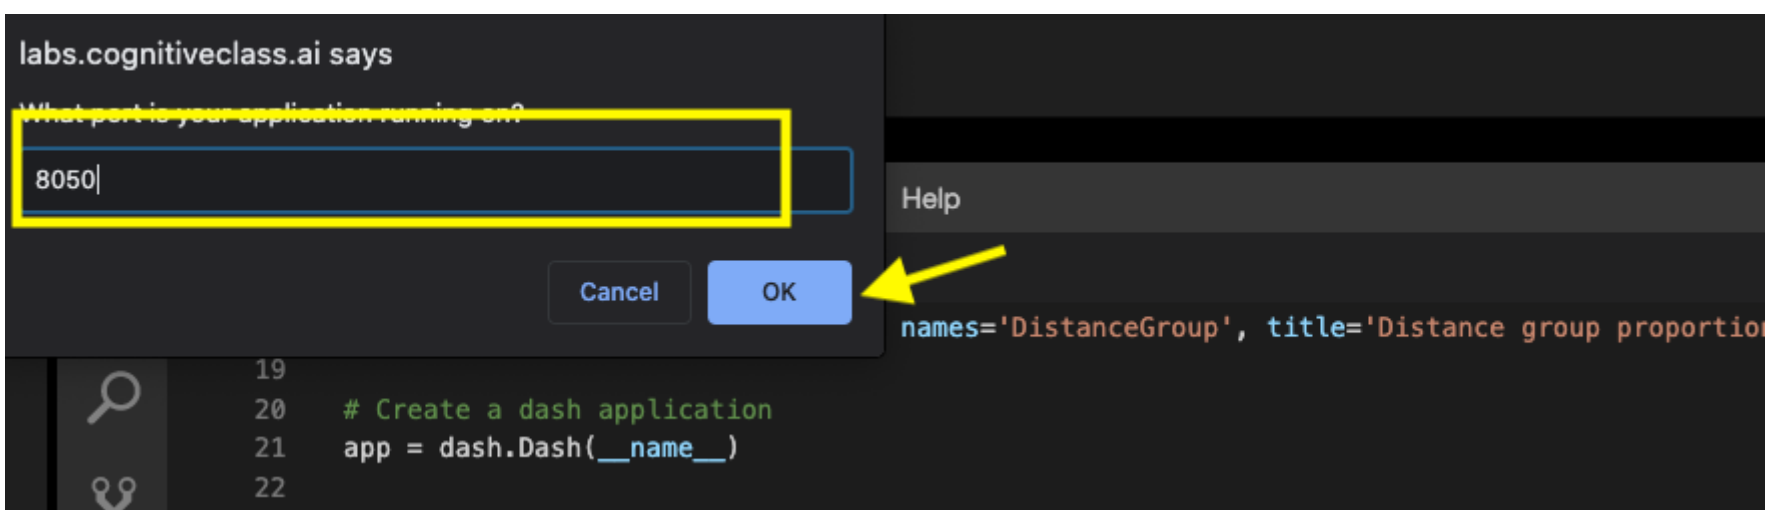 labs.cognitiveclass.ai says
What port is your application running on?
8050
Help
Cancel
OK
names='DistanceGroup', title='Distance group proportion
19
20 # Create a dash application
21 app = dash.Dash(__name__)
22